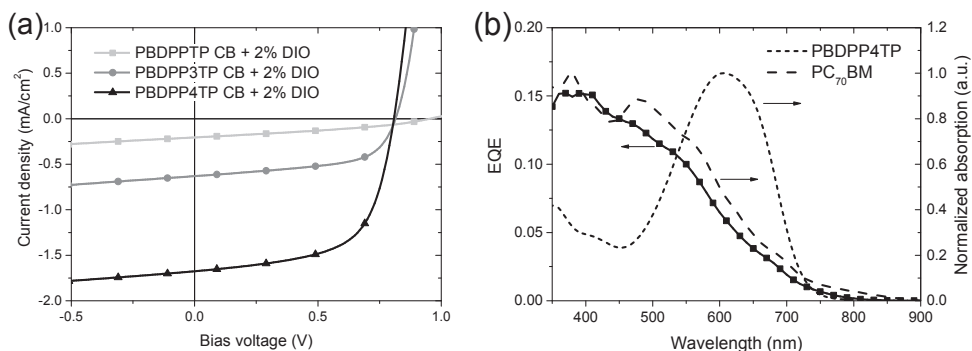 (a)
1.0
0.5
0.0
-0.5
-1.0
-1.5
-2.0
Current density (mA/cm²)
PBDPPTP CB + 2% DIO
PBDPP3TP CB + 2% DIO
PBDPP4TP CB + 2% DIO
-0.5 0.0 0.5 1.0
Bias voltage (V)
(b)
0.20
0.15
0.10
0.05
0.00
EQE
PBDPP4TP
PC₇₀BM
1.2
1.0
0.8
0.6
0.4
0.2
0.0
Normalized absorption (a.u.)
400 500 600 700 800 900
Wavelength (nm)